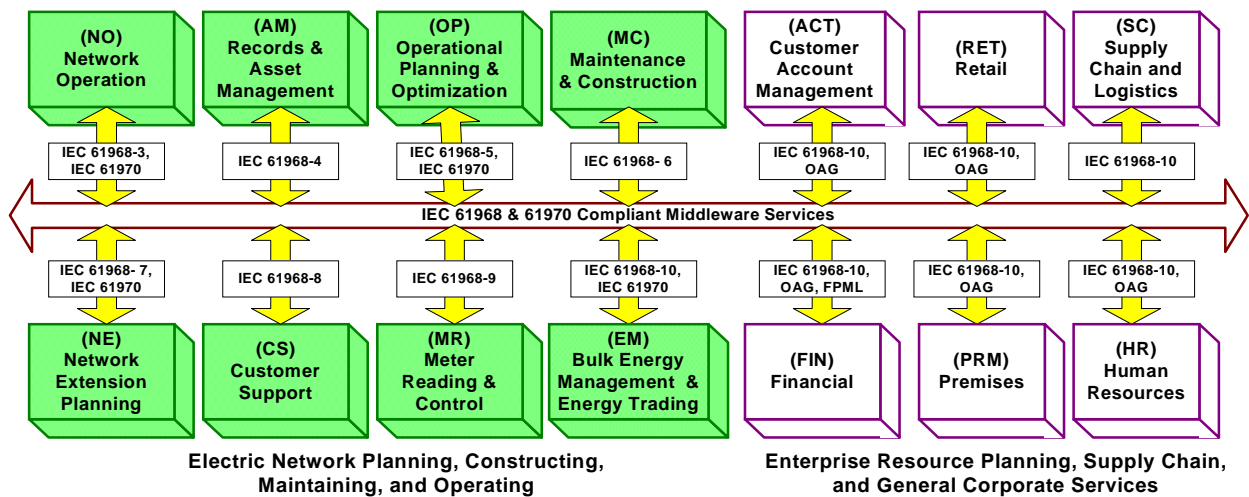 (NO)
Network
Operation
(AM)
Records &
Asset
Management
(OP)
Operational
Planning &
Optimization
(MC)
Maintenance
& Construction
(ACT)
Customer
Account
Management
(RET)
Retail
(SC)
Supply
Chain and
Logistics
IEC 61968-3,
IEC 61970
IEC 61968-4
IEC 61968-5,
IEC 61970
IEC 61968- 6
IEC 61968-10,
OAG
IEC 61968-10,
OAG
IEC 61968-10
IEC 61968 & 61970 Compliant Middleware Services
IEC 61968- 7,
IEC 61970
IEC 61968-8
IEC 61968-9
IEC 61968-10,
IEC 61970
IEC 61968-10,
OAG, FPML
IEC 61968-10,
OAG
IEC 61968-10,
OAG
(NE)
Network
Extension
Planning
(CS)
Customer
Support
(MR)
Meter
Reading &
Control
(EM)
Bulk Energy
Management &
Energy Trading
(FIN)
Financial
(PRM)
Premises
(HR)
Human
Resources
Electric Network Planning, Constructing,
Maintaining, and Operating
Enterprise Resource Planning, Supply Chain,
and General Corporate Services